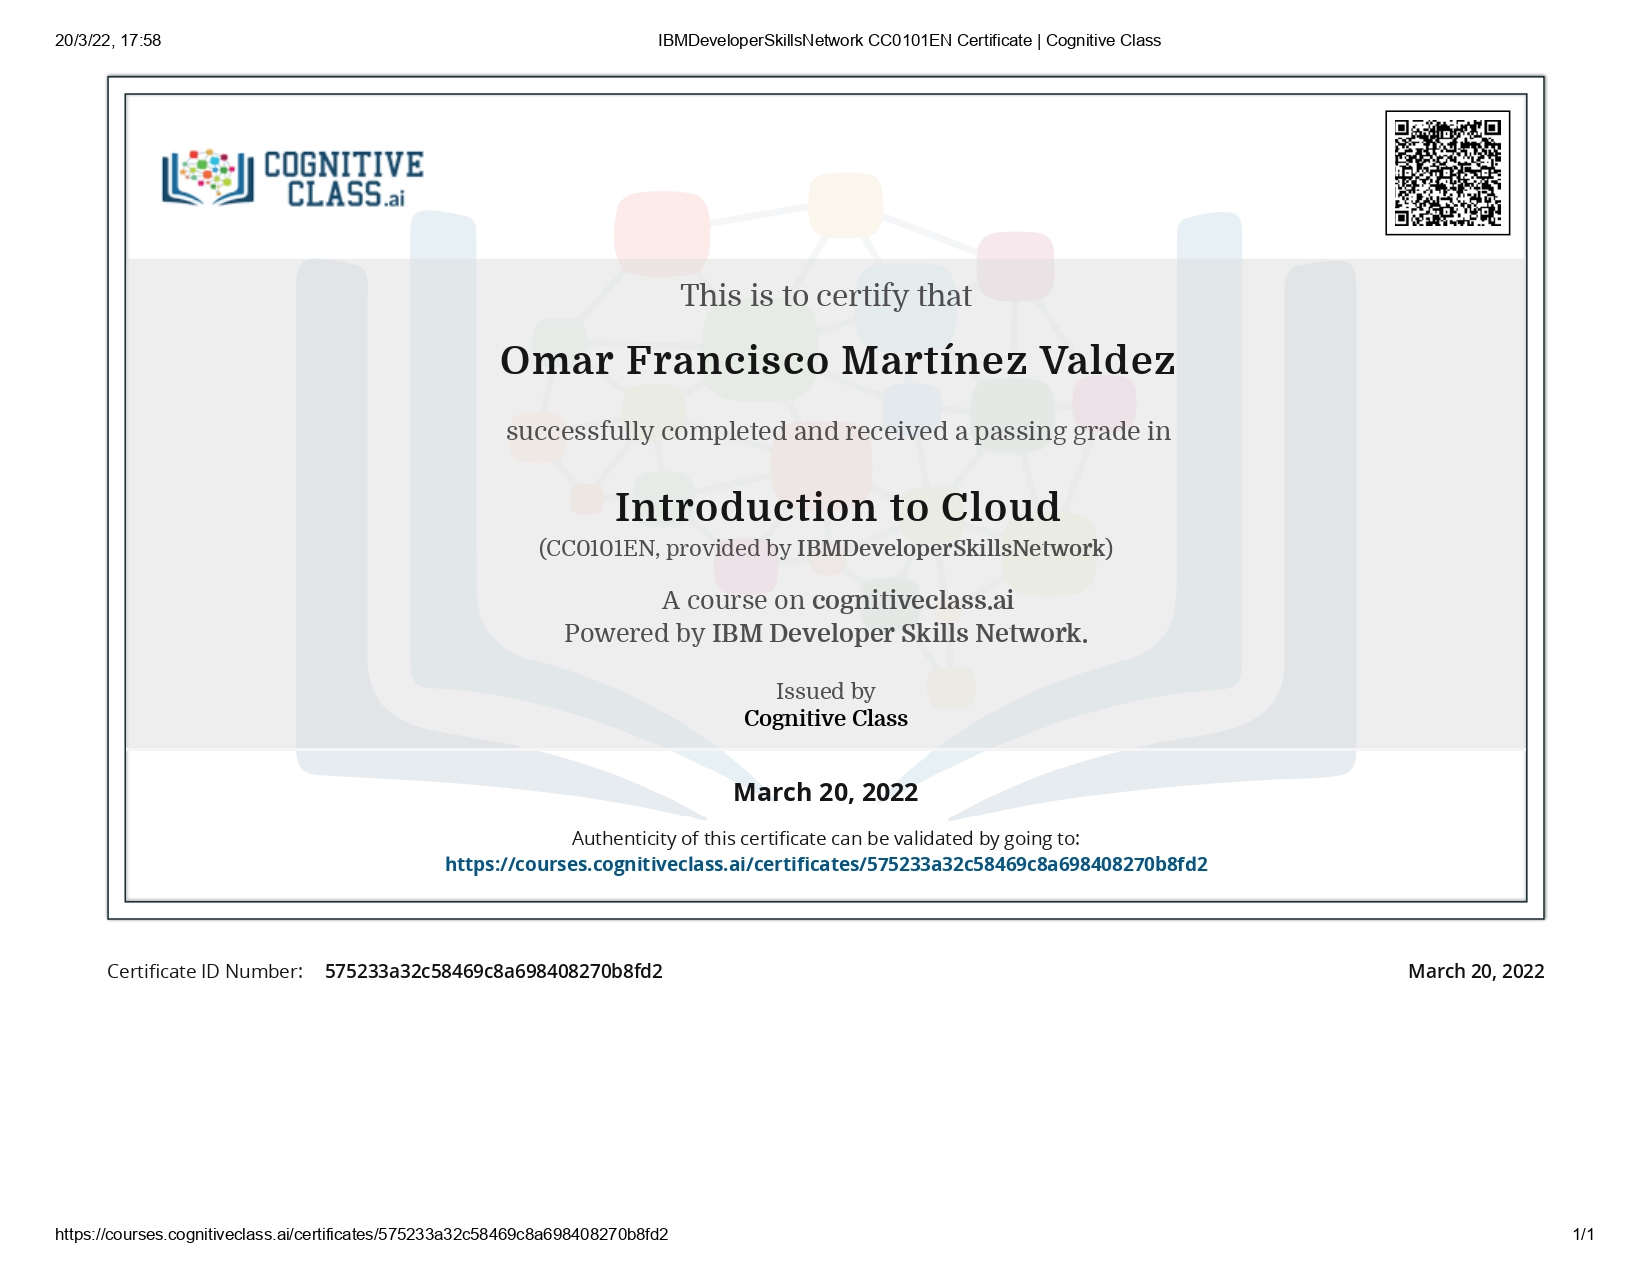 20/3/22, 17:58
IBMDeveloperSkillsNetwork CC0101EN Certificate | Cognitive Class
COGNITIVE
CLASS.ai
This is to certify that
Omar Francisco Martínez Valdez
successfully completed and received a passing grade in
Introduction to Cloud
(CC0101EN, provided by IBMDeveloperSkillsNetwork)
A course on cognitiveclass.ai
Powered by IBM Developer Skills Network.
Issued by
Cognitive Class
March 20, 2022
Authenticity of this certificate can be validated by going to:
https://courses.cognitiveclass.ai/certificates/575233a32c58469c8a698408270b8fd2
Certificate ID Number: 575233a32c58469c8a698408270b8fd2
March 20, 2022
https://courses.cognitiveclass.ai/certificates/575233a32c58469c8a698408270b8fd2
1/1